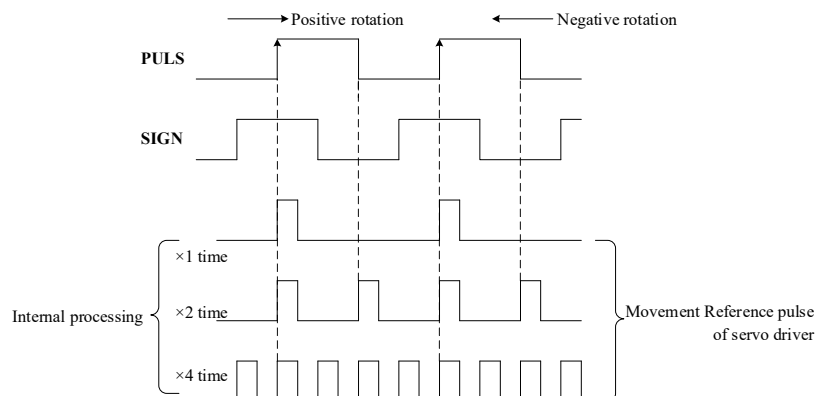 Positive rotation
Negative rotation
PULS
SIGN
×1 time
Internal processing
×2 time
Movement Reference pulse
of servo driver
×4 time